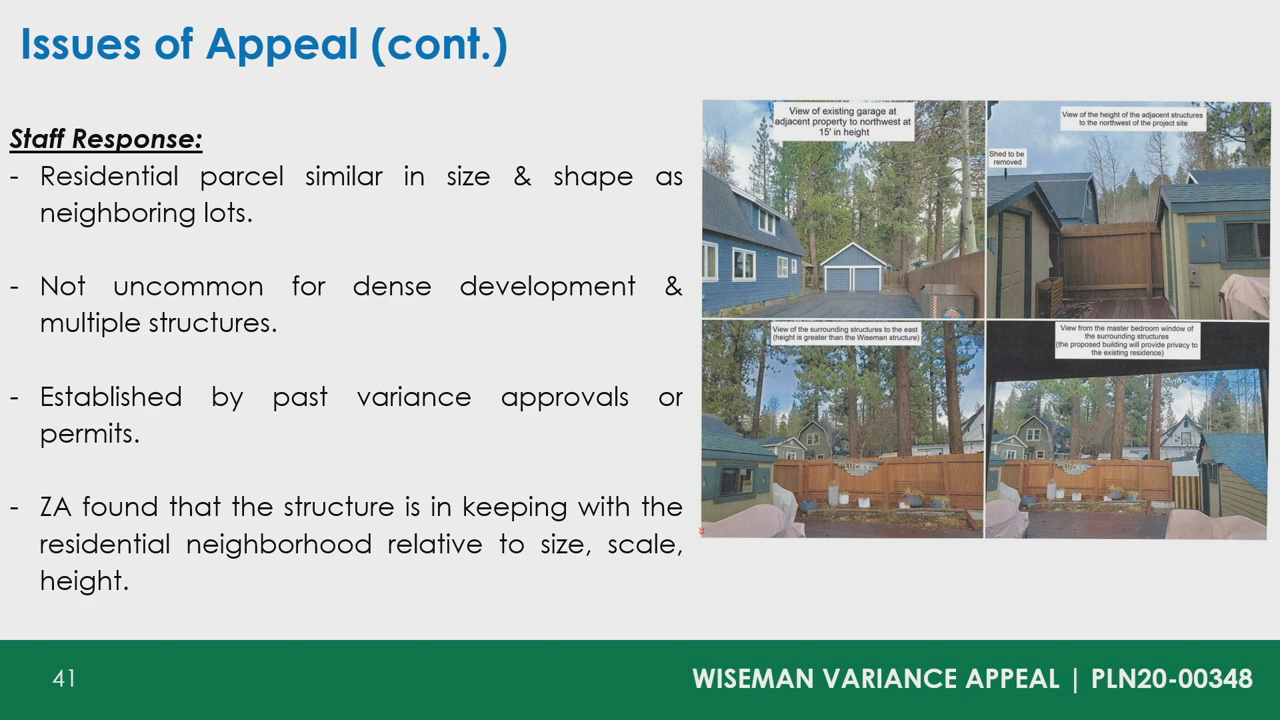 Issues of Appeal (cont.)
Staff Response:
- Residential parcel similar in size & shape as
neighboring lots.
- Not uncommon for dense development &
multiple structures.
- Established by past variance approvals or
permits.
- ZA found that the structure is in keeping with the
residential neighborhood relative to size, scale,
height.
View of existing garage at
adjacent property to northwest at
15' in height
View of the height of the adjacent structures
to the northwest of the project site
Shed to be
removed
View of the surrounding structures to the east
(height is greater than the Wiseman structure)
View from the master bedroom window of
the surrounding structures
(the proposed building will provide privacy to
the existing residence)
LUCKY
LUCKY
41
WISEMAN VARIANCE APPEAL | PLN20-00348